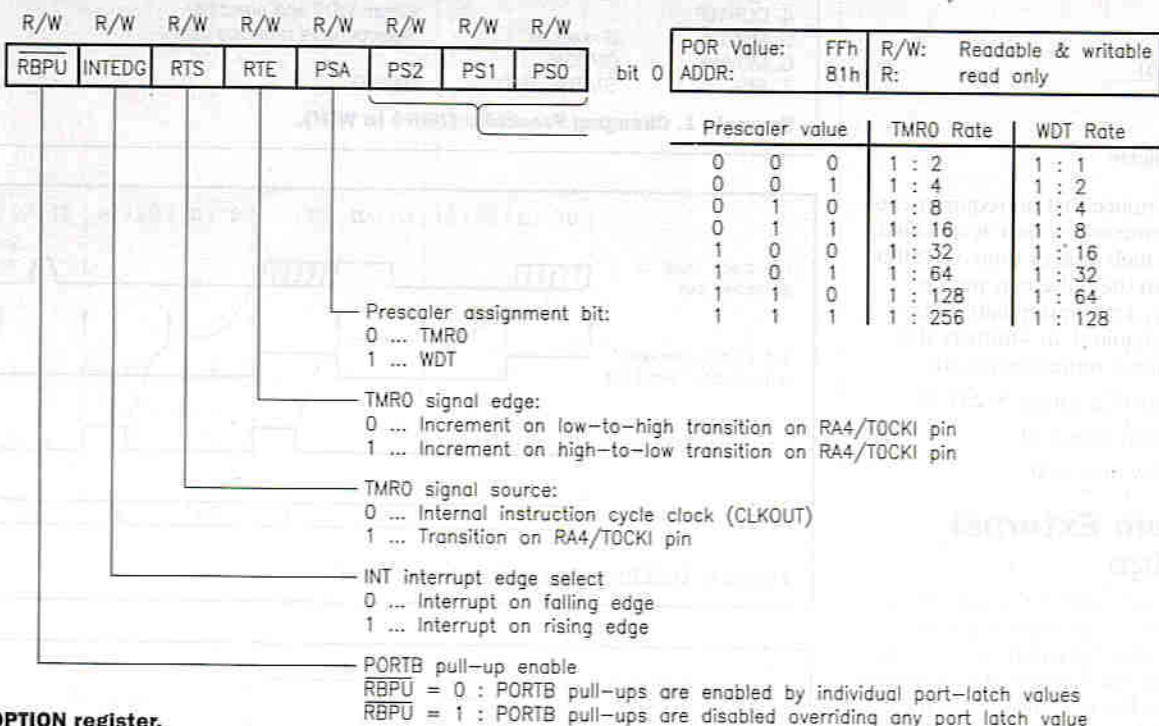 R/W R/W R/W R/W R/W R/W R/W R/W
RBPU INTEDG RTS RTE PSA PS2 PS1 PS0 bit 0
POR Value: FFh R/W: Readable & writable
ADDR: 81h R: read only
Prescaler value TMR0 Rate WDT Rate
0 0 0 1 : 2 1 : 1
0 0 1 1 : 4 1 : 2
0 1 0 1 : 8 1 : 4
0 1 1 1 : 16 1 : 8
1 0 0 1 : 32 1 : 16
1 0 1 1 : 64 1 : 32
1 1 0 1 : 128 1 : 64
1 1 1 1 : 256 1 : 128
Prescaler assignment bit:
0 ... TMR0
1 ... WDT
TMR0 signal edge:
0 ... Increment on low-to-high transition on RA4/T0CKI pin
1 ... Increment on high-to-low transition on RA4/T0CKI pin
TMR0 signal source:
0 ... Internal instruction cycle clock (CLKOUT)
1 ... Transition on RA4/T0CKI pin
INT interrupt edge select
0 ... Interrupt on falling edge
1 ... Interrupt on rising edge
PORTB pull-up enable
RBPU = 0 : PORTB pull-ups are enabled by individual port-latch values
RBPU = 1 : PORTB pull-ups are disabled overriding any port latch value
OPTION register.